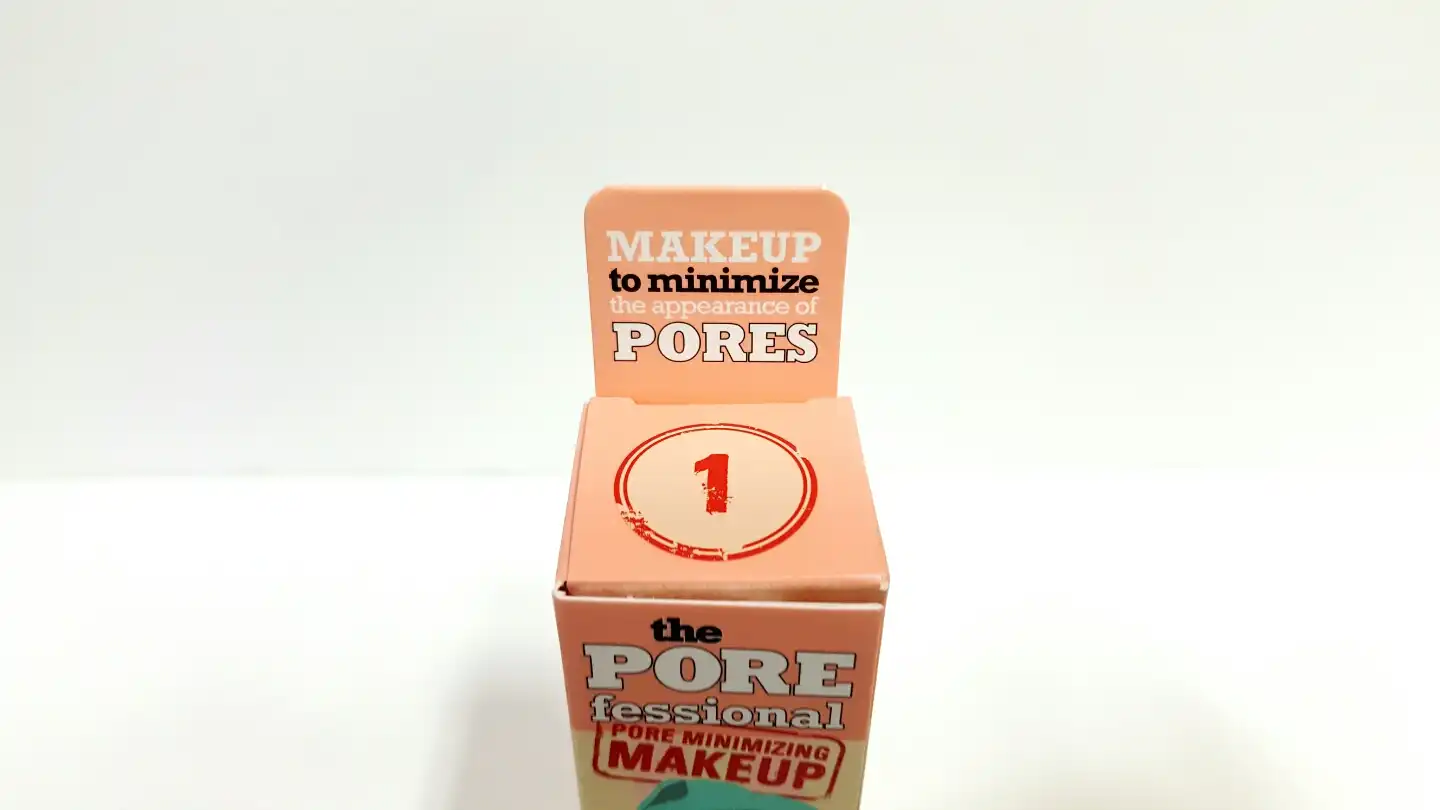 MAKEUP
to minimize
the appearance of
PORES
1
the
PORE
fessional
PORE MINIMIZING
MAKEUP